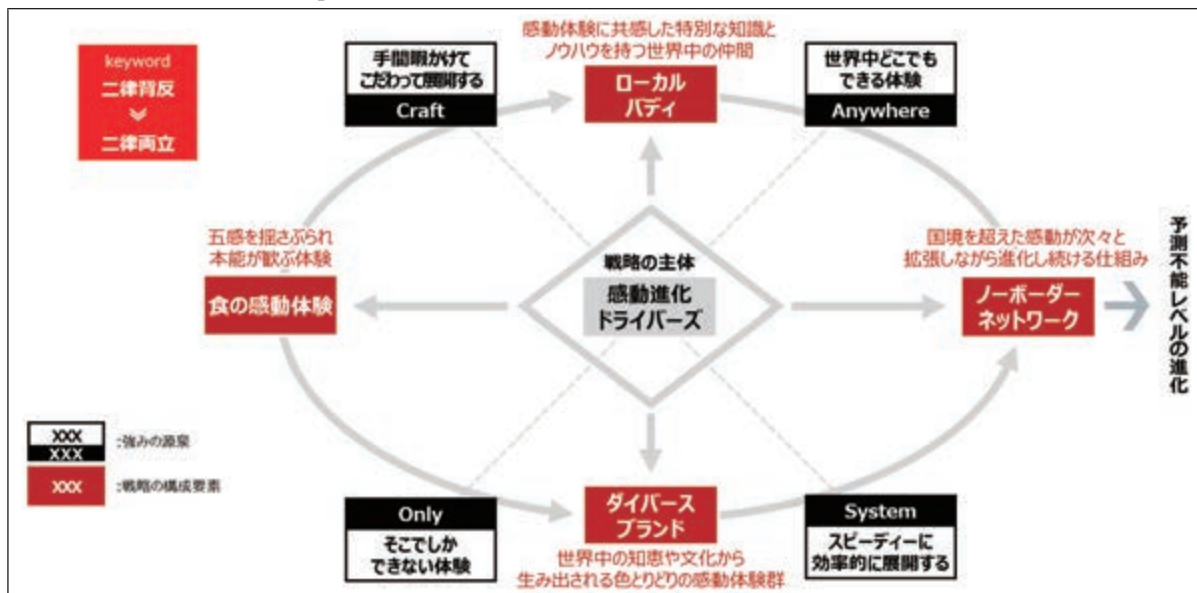 keyword
二律背反
二律両立
手間暇かけて
こだわって展開する
Craft
感動体験に共感した特別な知識と
ノウハウを持つ世界中の仲間
ローカル
バディ
世界中どこでも
できる体験
Anywhere
五感を揺さぶられ
本能が歓ぶ体験
食の感動体験
戦略の主体
感動進化
ドライバーズ
国境を超えた感動が次々と
拡張しながら進化し続ける仕組み
ノーボーダー
ネットワーク
予測不能レベルの進化
XXX
XXX
:強みの源泉
XXX
:戦略の構成要素
Only
そこでしか
できない体験
ダイバース
ブランド
世界中の知恵や文化から
生み出される色とりどりの感動体験群
System
スピーディーに
効率的に展開する